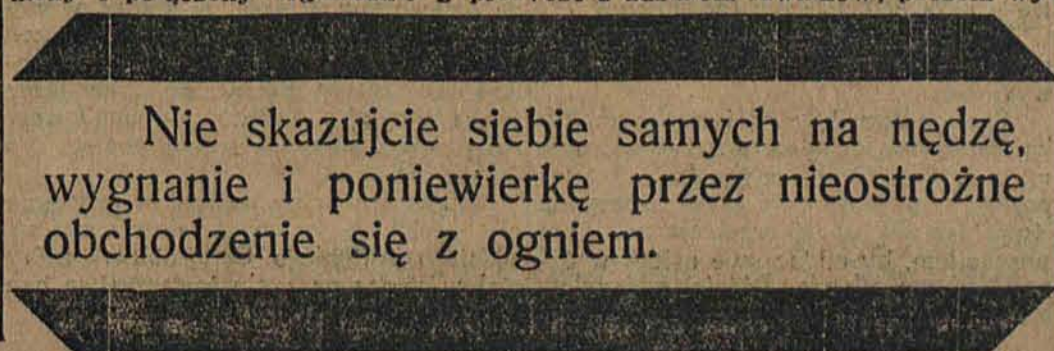 Nie skazujcie siebie samych na nędzę,
wygnanie i poniewierkę przez nieostrożne
obchodzenie się z ogniem.